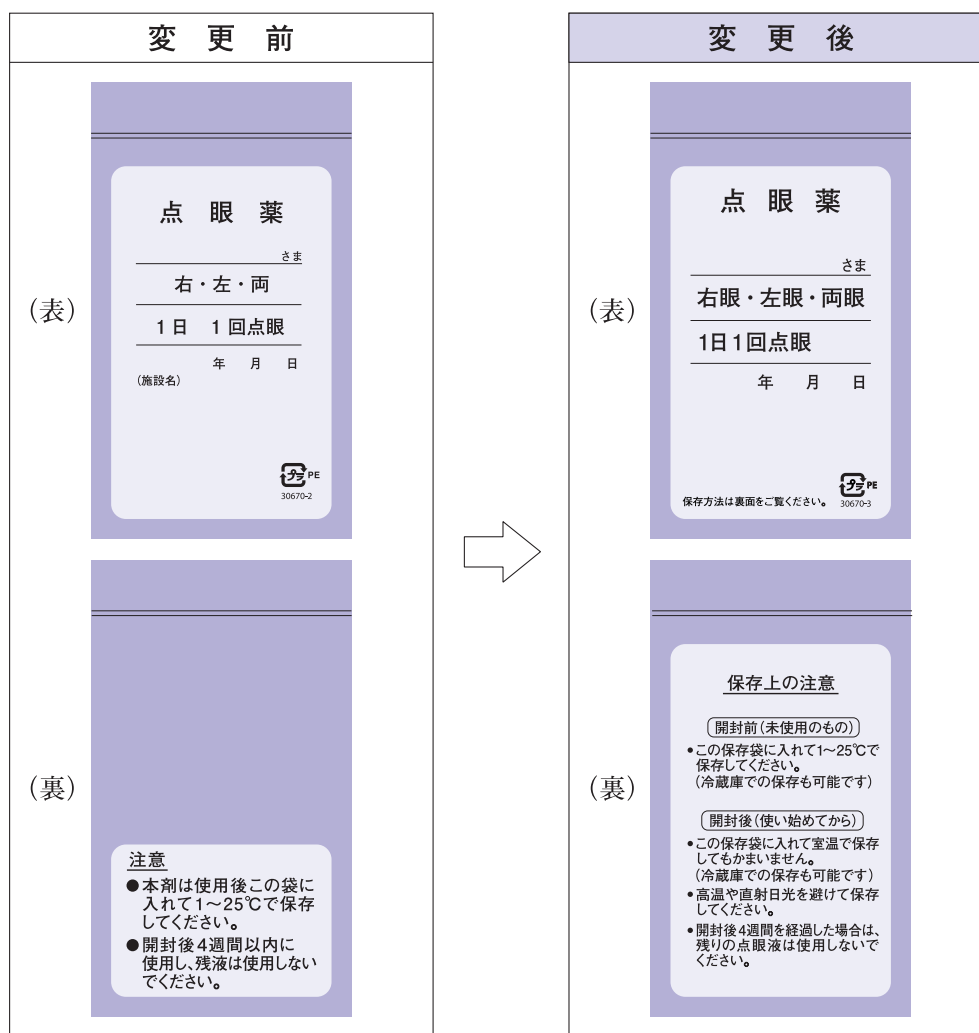 変更前
(表)
点眼薬
さま
右・左・両
1日 1回点眼
年 月 日
(施設名)
プラ PE
30670-2
(裏)
注意
●本剤は使用後この袋に
入れて1～25℃で保存
してください。
●開封後4週間以内に
使用し、残液は使用しない
でください。
変更後
(表)
点眼薬
さま
右眼・左眼・両眼
1日1回点眼
年 月 日
プラ PE
保存方法は裏面をご覧ください。 30670-3
(裏)
保存上の注意
開封前(未使用のもの)
•この保存袋に入れて1～25℃で
保存してください。
(冷蔵庫での保存も可能です)
開封後(使い始めてから)
•この保存袋に入れて室温で保存
してもかまいません。
(冷蔵庫での保存も可能です)
•高温や直射日光を避けて保存
してください。
•開封後4週間を経過した場合は、
残りの点眼液は使用しないで
ください。